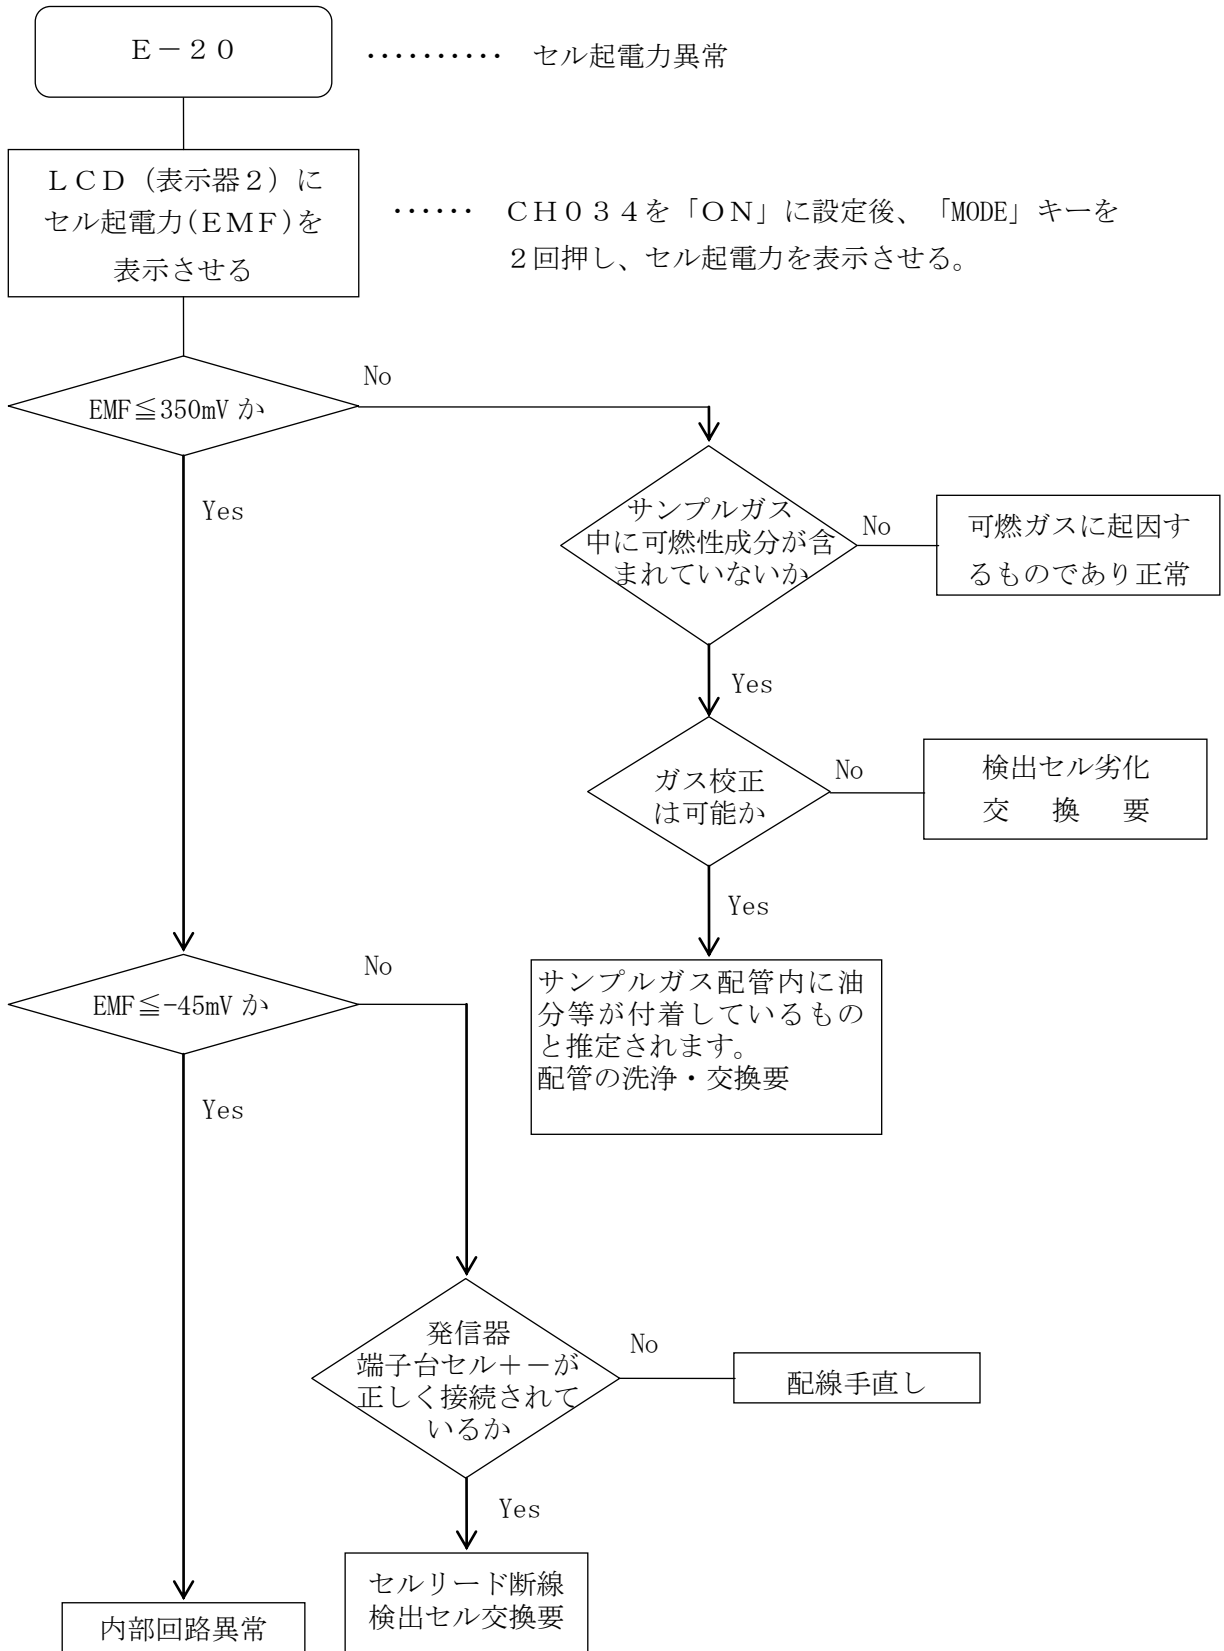 E－２０
‥‥‥‥‥ セル起電力異常
ＬＣＤ（表示器２）に
セル起電力(ＥＭＦ)を
表示させる
‥‥‥ ＣＨ０３４を「ＯＮ」に設定後、「MODE」キーを
２回押し、セル起電力を表示させる。
No
EMF≦350mV か
Yes
サンプルガス
中に可燃性成分が含
まれていないか
No
可燃ガスに起因す
るものであり正常
Yes
ガス校正
は可能か
No
検出セル劣化
交　換　要
Yes
サンプルガス配管内に油
分等が付着しているもの
と推定されます。
配管の洗浄・交換要
No
EMF≦-45mV か
Yes
発信器
端子台セル＋－が
正しく接続されて
いるか
No
配線手直し
Yes
セルリード断線
検出セル交換要
内部回路異常